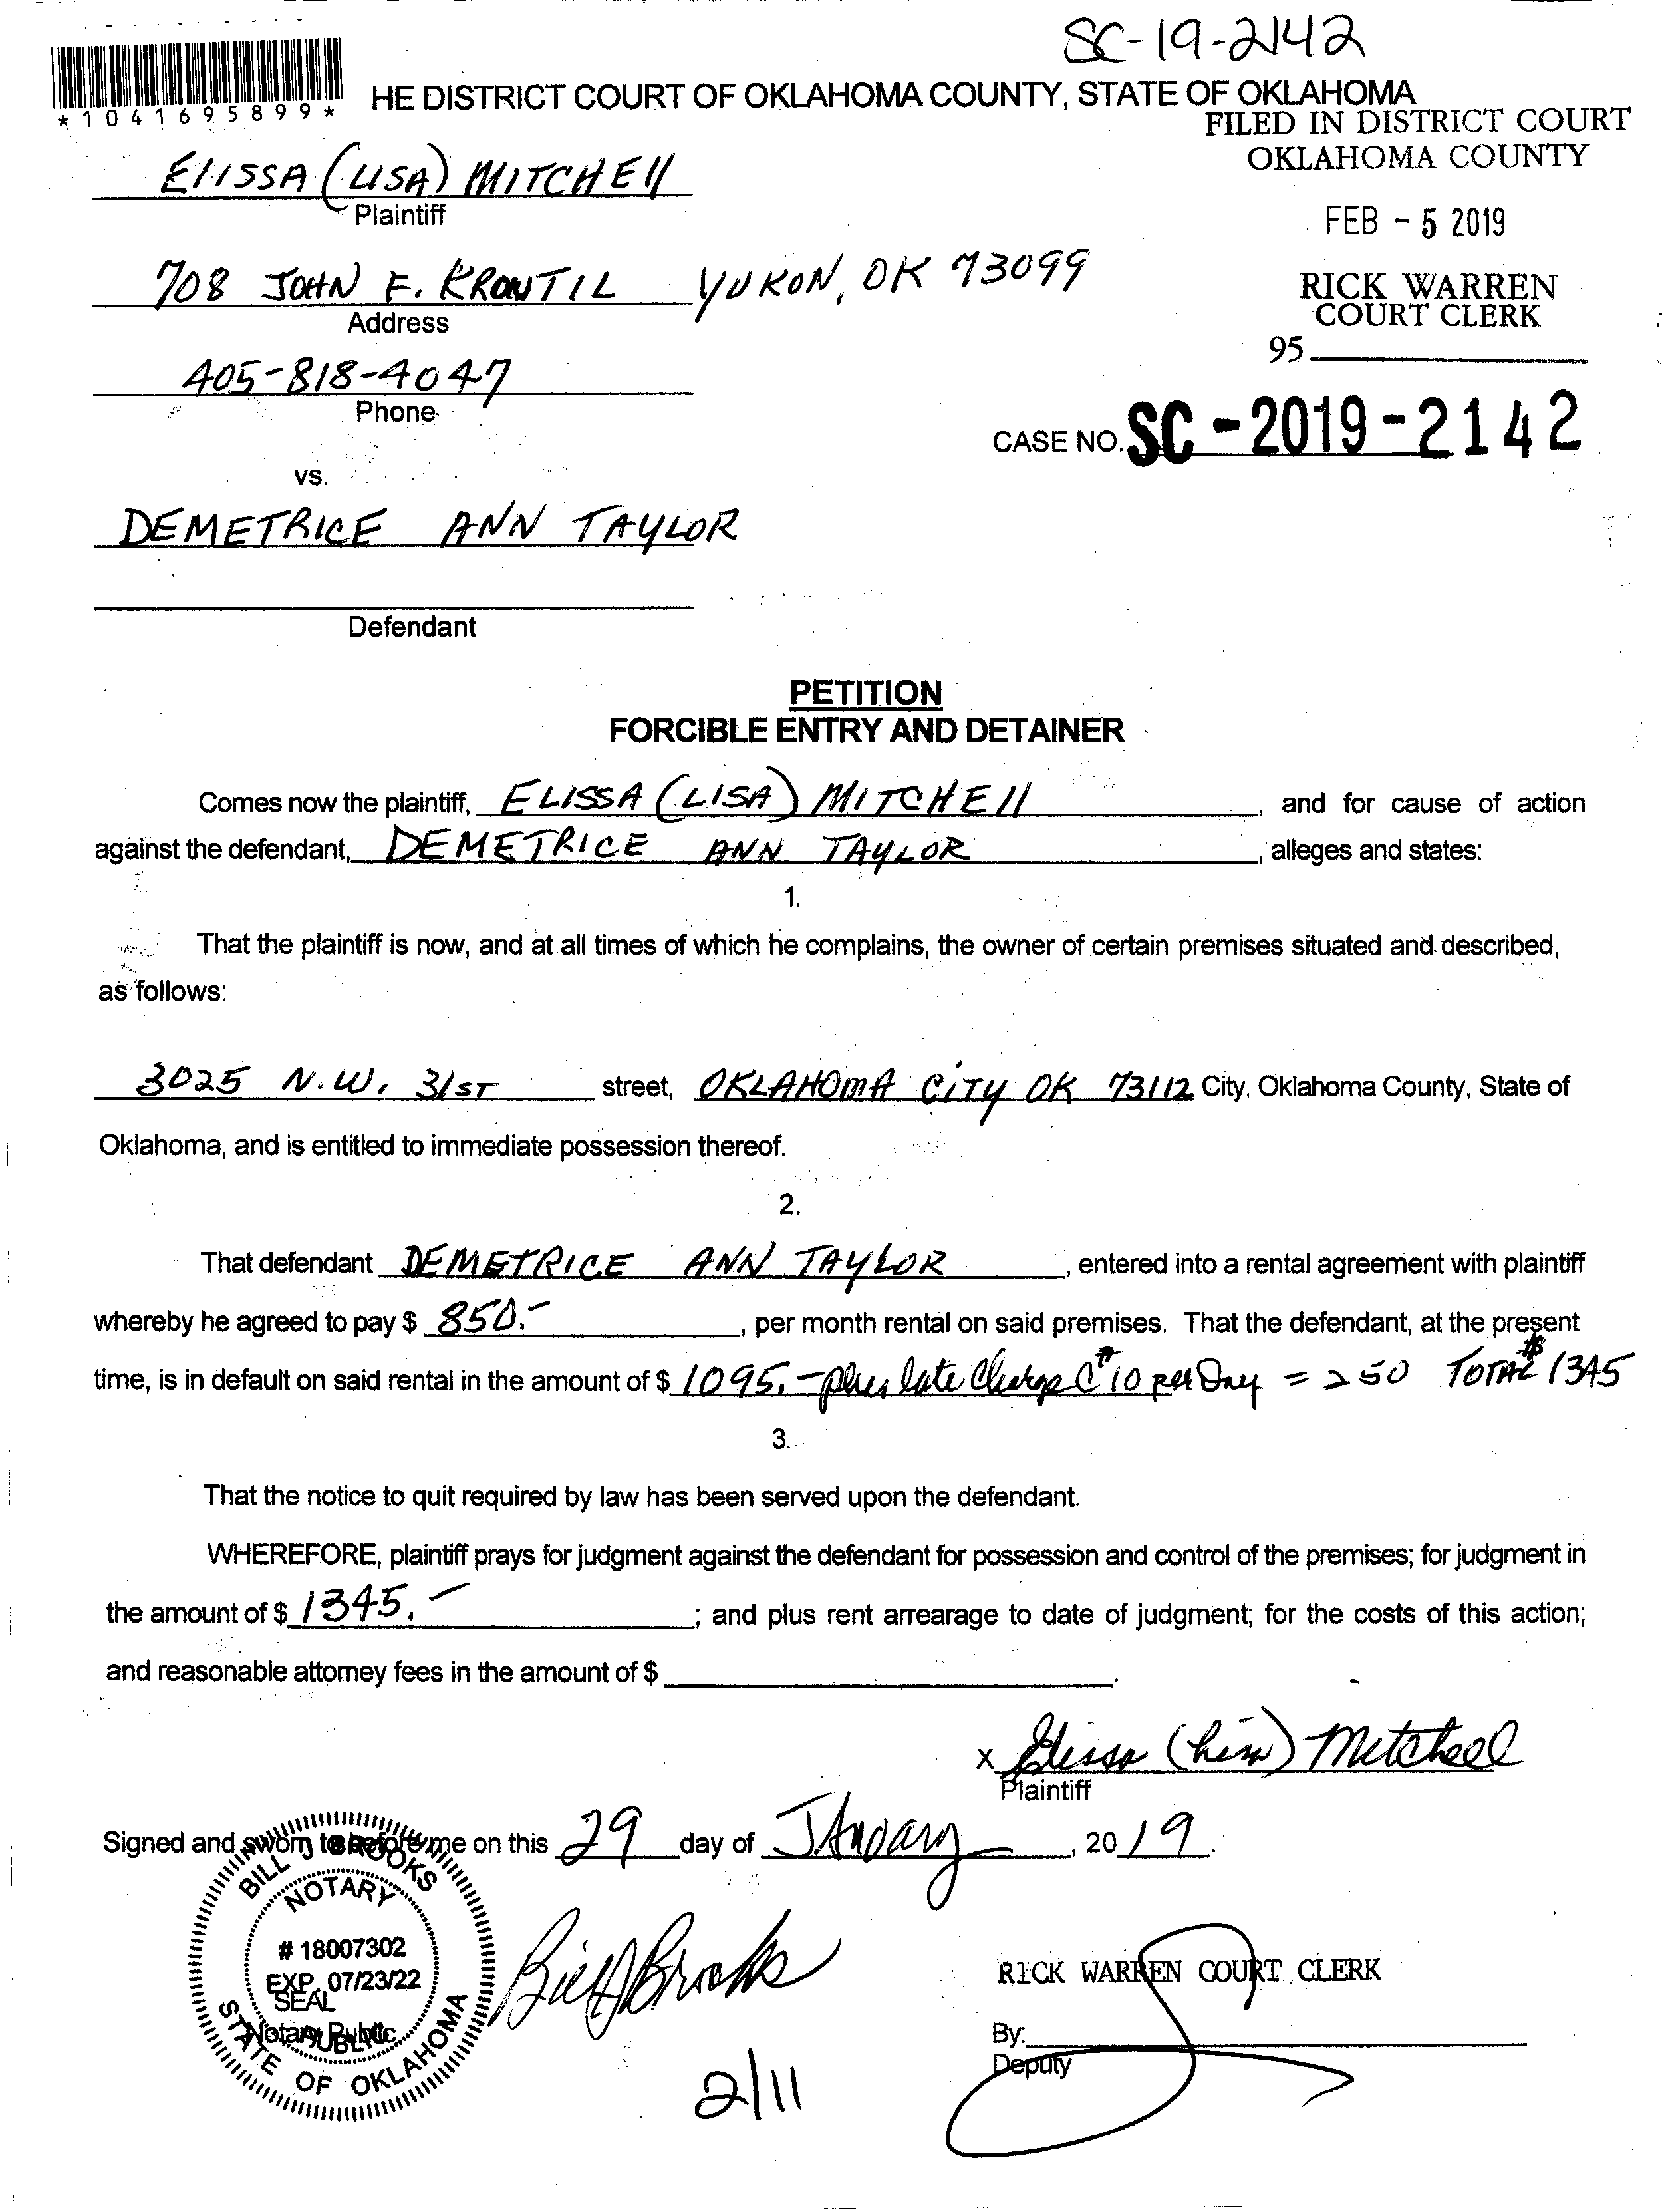 SC-19-2142
*1041695899*
HE DISTRICT COURT OF OKLAHOMA COUNTY, STATE OF OKLAHOMA
FILED IN DISTRICT COURT
OKLAHOMA COUNTY
FEB - 5 2019
RICK WARREN
COURT CLERK
95
ElISSA (LISA) MITCHEll
Plaintiff
708 JOHN F. KROUTIL YUKON, OK 73099
Address
405-818-4047
Phone
CASE NO. SC-2019-2142
vs.
DEMETRICE ANN TAYLOR
Defendant
PETITION
FORCIBLE ENTRY AND DETAINER
Comes now the plaintiff, ELISSA (LISA) MITCHEll, and for cause of action
against the defendant, DEMETRICE ANN TAYLOR, alleges and states:
1.
That the plaintiff is now, and at all times of which he complains, the owner of certain premises situated and described,
as follows:
3025 N.W. 31ST street, OKLAHOMA CITY OK 73112 City, Oklahoma County, State of
Oklahoma, and is entitled to immediate possession thereof.
2.
That defendant DEMETRICE ANN TAYLOR, entered into a rental agreement with plaintiff
whereby he agreed to pay $ 850.-, per month rental on said premises. That the defendant, at the present
time, is in default on said rental in the amount of $ 1095.- plus late Charge @ $10 per Day = 250 TOTAL $1345
3.
That the notice to quit required by law has been served upon the defendant.
WHEREFORE, plaintiff prays for judgment against the defendant for possession and control of the premises; for judgment in
the amount of $ 1345.-; and plus rent arrearage to date of judgment; for the costs of this action;
and reasonable attorney fees in the amount of $.
x Elissa (Lisa) Mitchell
Plaintiff
Signed and sworn to before me on this 29 day of JANUARY, 2019.
BILL J BROOKS
NOTARY
# 18007302
EXP. 07/23/22
SEAL
Notary Public
PUBLIC
STATE OF OKLAHOMA
Bill J Brooks
RICK WARREN COURT CLERK
By:
Deputy
2/11